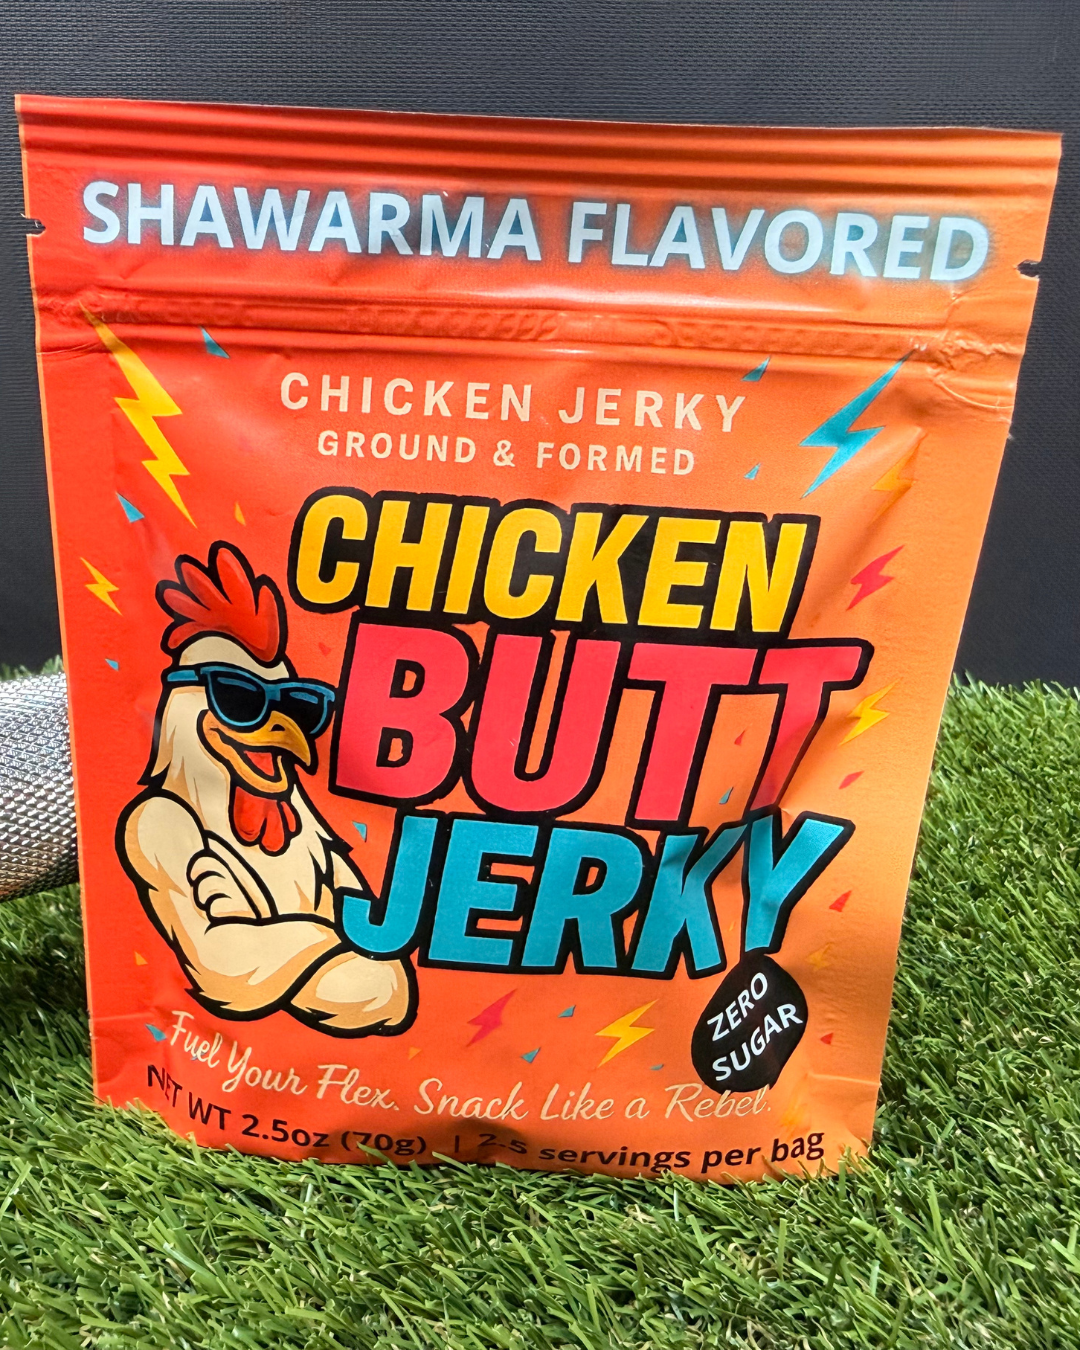 SHAWARMA FLAVORED
CHICKEN JERKY
GROUND & FORMED
CHICKEN
BUTT
JERKY
ZERO
SUGAR
Fuel Your Flex. Snack Like a Rebel.
NET WT 2.5oz (70g) | 2-5 servings per bag